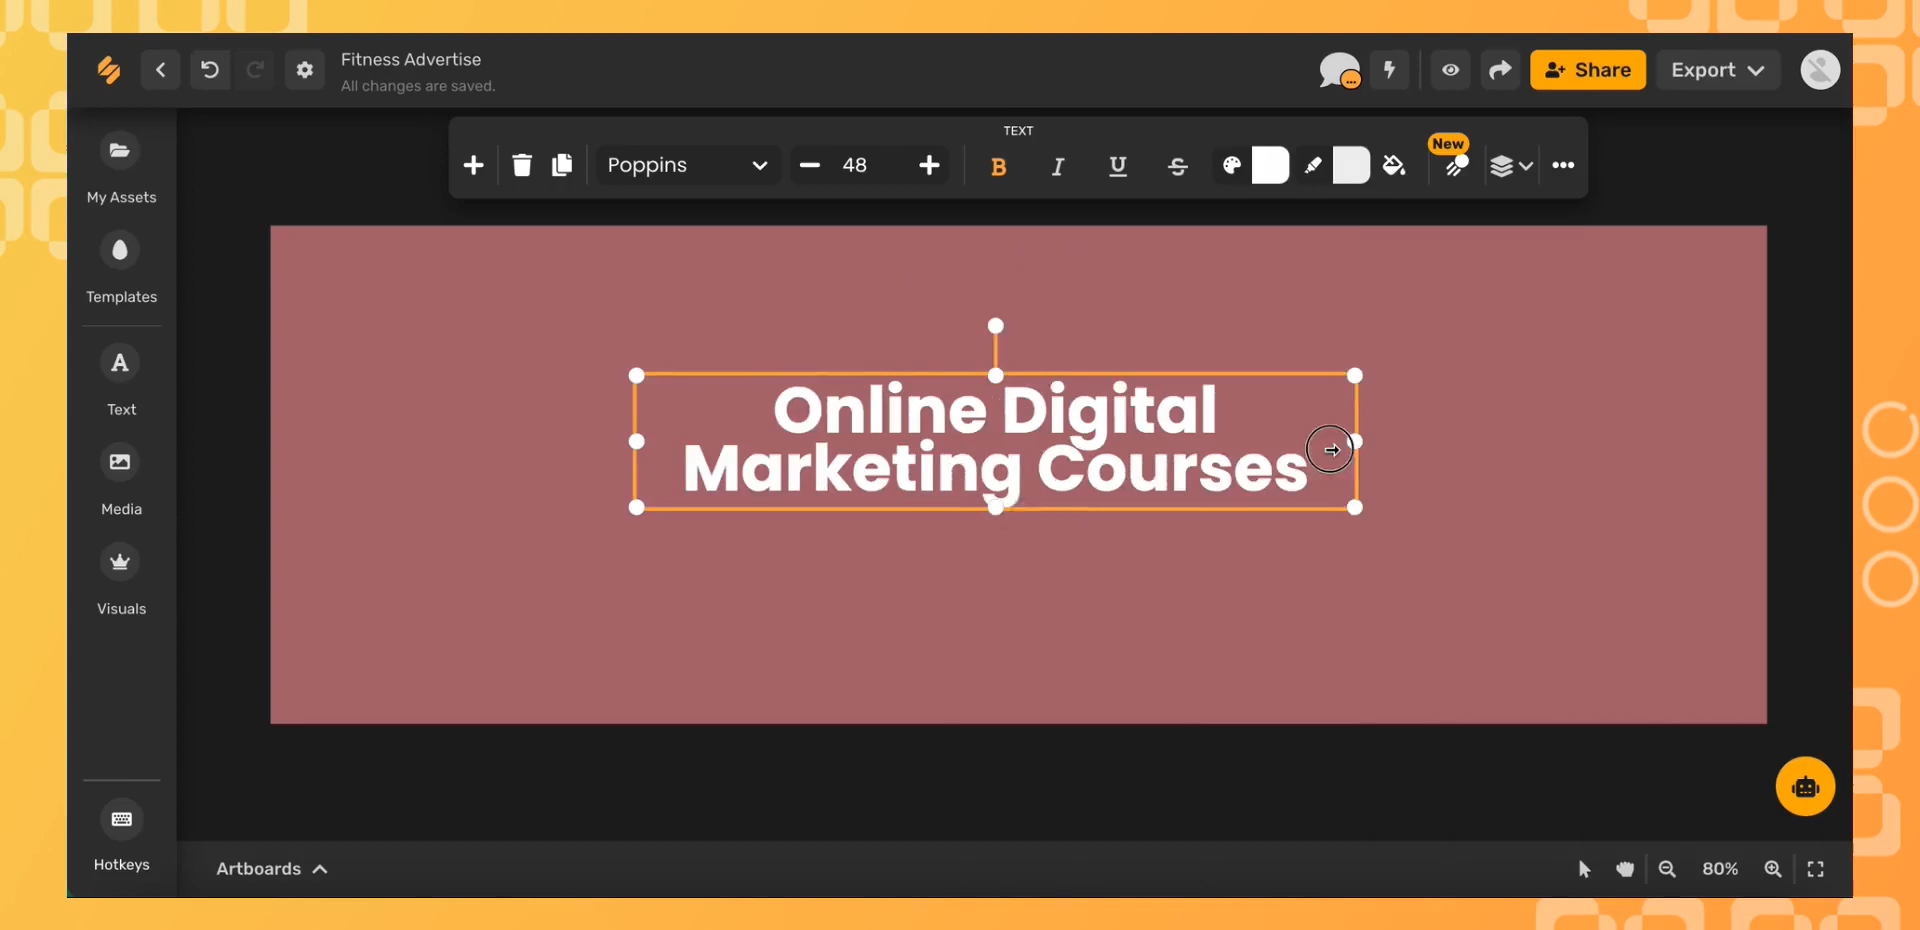 Fitness Advertise
All changes are saved.
Share
Export
TEXT
Poppins
48
B
I
U
S
New
My Assets
Templates
A
Text
Media
Visuals
Hotkeys
Online Digital
Marketing Courses
Artboards
80%